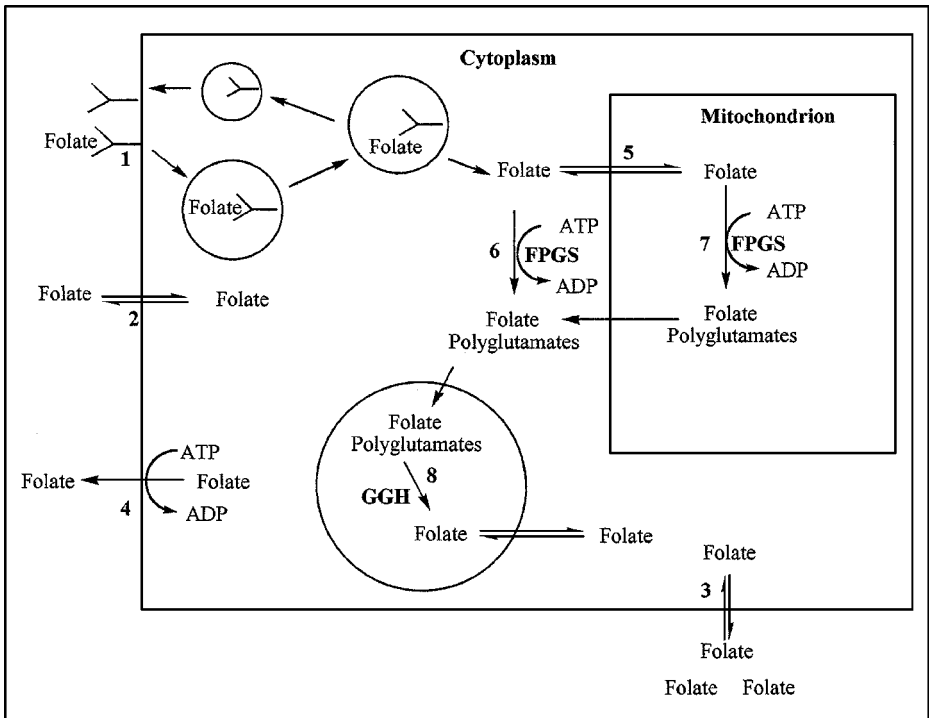 Cytoplasm
Mitochondrion
Folate
1
Folate
Folate
Folate
5
Folate
ATP
6
FPGS
ADP
ATP
7
FPGS
ADP
Folate
2
Folate
Folate
Polyglutamates
Folate
Polyglutamates
Folate
Polyglutamates
8
GGH
Folate
Folate
ATP
Folate
Folate
4
ADP
Folate
3
Folate
Folate
Folate